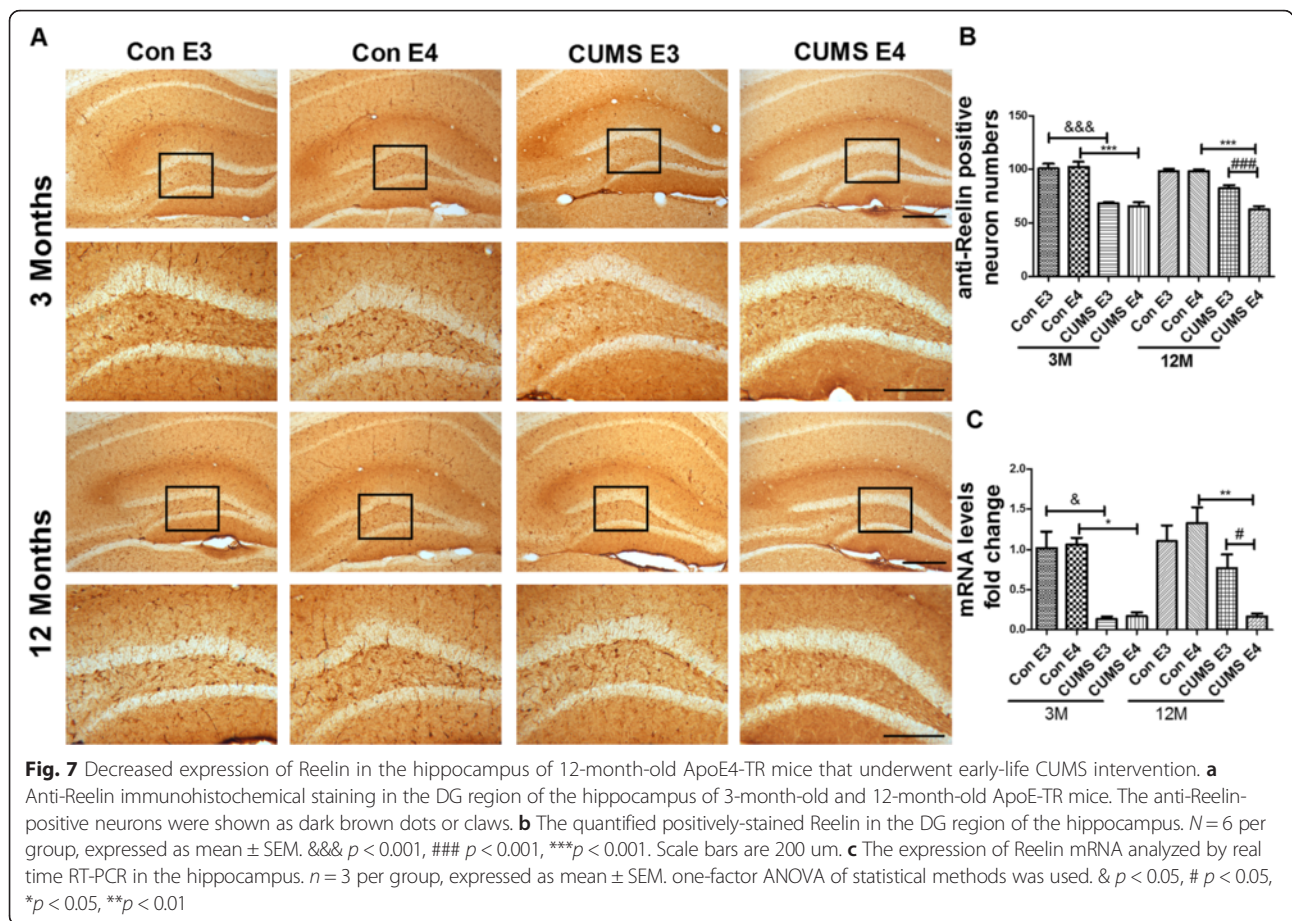 A
Con E3
Con E4
CUMS E3
CUMS E4
3 Months
12 Months
B
anti-Reelin positive
neuron numbers
150
100
50
0
&&&
***
***
###
Con E3
Con E4
CUMS E3
CUMS E4
Con E3
Con E4
CUMS E3
CUMS E4
3M
12M
C
mRNA levels
fold change
2.0
1.5
1.0
0.5
0.0
&
*
**
#
Con E3
Con E4
CUMS E3
CUMS E4
Con E3
Con E4
CUMS E3
CUMS E4
3M
12M
Fig. 7 Decreased expression of Reelin in the hippocampus of 12-month-old ApoE4-TR mice that underwent early-life CUMS intervention. a
Anti-Reelin immunohistochemical staining in the DG region of the hippocampus of 3-month-old and 12-month-old ApoE-TR mice. The anti-Reelin-
positive neurons were shown as dark brown dots or claws. b The quantified positively-stained Reelin in the DG region of the hippocampus. N = 6 per
group, expressed as mean ± SEM. &&& p < 0.001, ### p < 0.001, ***p < 0.001. Scale bars are 200 um. c The expression of Reelin mRNA analyzed by real
time RT-PCR in the hippocampus. n = 3 per group, expressed as mean ± SEM. one-factor ANOVA of statistical methods was used. & p < 0.05, # p < 0.05,
*p < 0.05, **p < 0.01